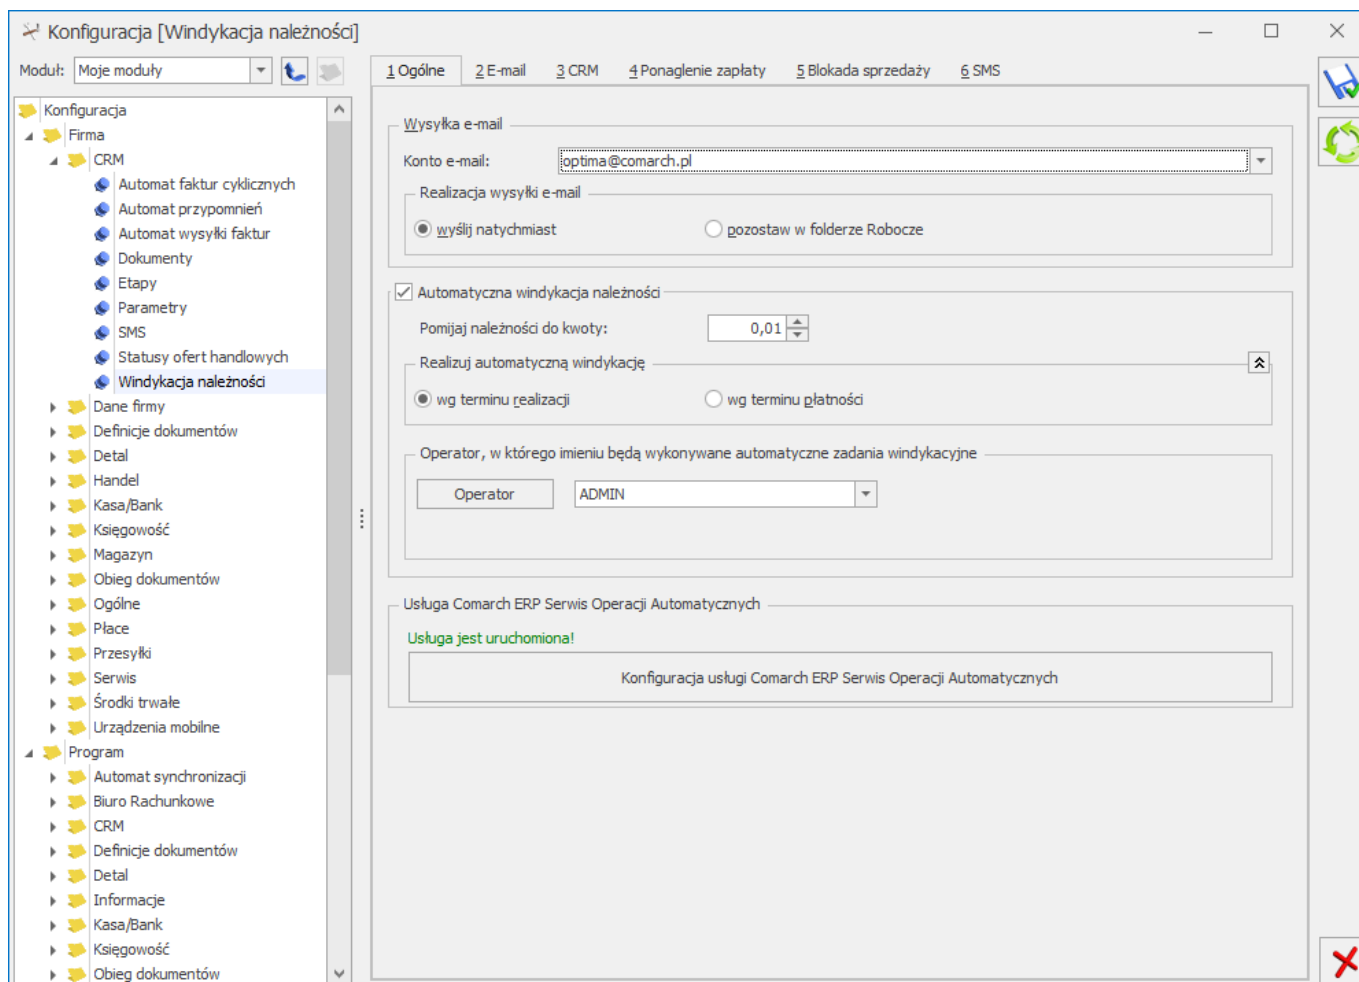 Konfiguracja [Windykacja należności]
Moduł: Moje moduły
Konfiguracja
Firma
CRM
Automat faktur cyklicznych
Automat przypomnień
Automat wysyłki faktur
Dokumenty
Etapy
Parametry
SMS
Statusy ofert handlowych
Windykacja należności
Dane firmy
Definicje dokumentów
Detal
Handel
Kasa/Bank
Księgowość
Magazyn
Obieg dokumentów
Ogólne
Płace
Przesyłki
Serwis
Środki trwałe
Urządzenia mobilne
Program
Automat synchronizacji
Biuro Rachunkowe
CRM
Definicje dokumentów
Detal
Informacje
Kasa/Bank
Księgowość
Obieg dokumentów
1 Ogólne 2 E-mail 3 CRM 4 Ponaglenie zapłaty 5 Blokada sprzedaży 6 SMS
Wysyłka e-mail
Konto e-mail: optima@comarch.pl
Realizacja wysyłki e-mail
wyślij natychmiast pozostaw w folderze Robocze
Automatyczna windykacja należności
Pomijaj należności do kwoty: 0,01
Realizuj automatyczną windykację
wg terminu realizacji wg terminu płatności
Operator, w którego imieniu będą wykonywane automatyczne zadania windykacyjne
Operator ADMIN
Usługa Comarch ERP Serwis Operacji Automatycznych
Usługa jest uruchomiona!
Konfiguracja usługi Comarch ERP Serwis Operacji Automatycznych